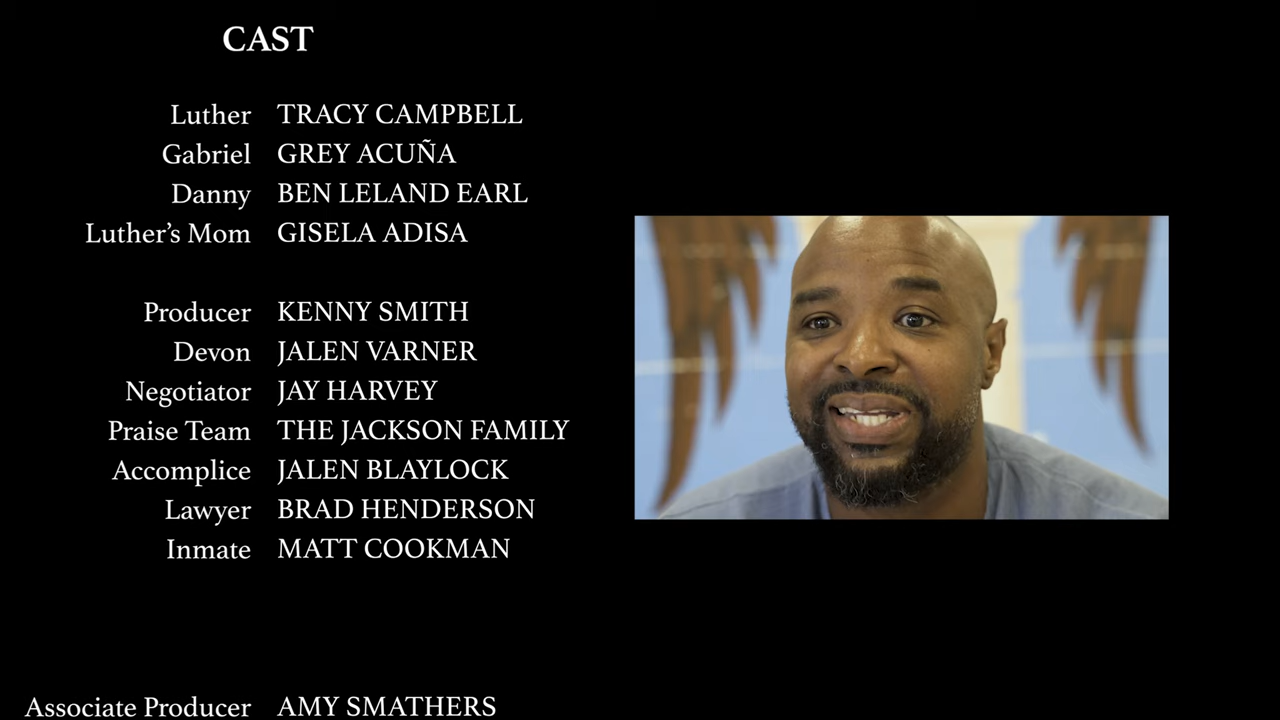 CAST
Luther TRACY CAMPBELL
Gabriel GREY ACUÑA
Danny BEN LELAND EARL
Luther’s Mom GISELA ADISA
Producer KENNY SMITH
Devon JALEN VARNER
Negotiator JAY HARVEY
Praise Team THE JACKSON FAMILY
Accomplice JALEN BLAYLOCK
Lawyer BRAD HENDERSON
Inmate MATT COOKMAN
Associate Producer AMY SMATHERS